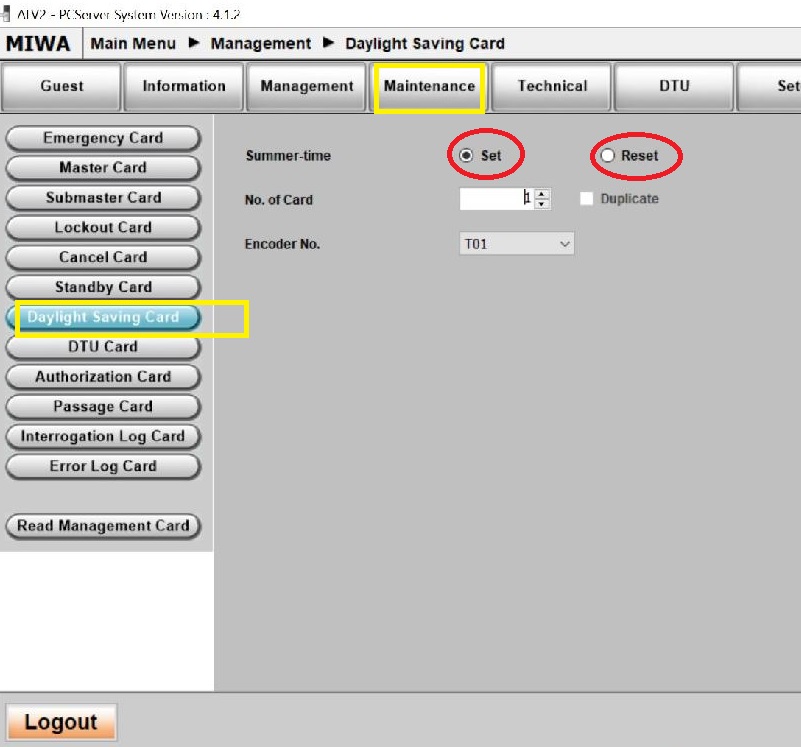 ALV2 - PCServer System Version : 4.1.2
MIWA Main Menu ▶ Management ▶ Daylight Saving Card
Guest Information Management Maintenance Technical DTU Set
Emergency Card
Master Card
Submaster Card
Lockout Card
Cancel Card
Standby Card
Daylight Saving Card
DTU Card
Authorization Card
Passage Card
Interrogation Log Card
Error Log Card
Read Management Card
Summer-time Set Reset
No. of Card 1 Duplicate
Encoder No. T01
Logout